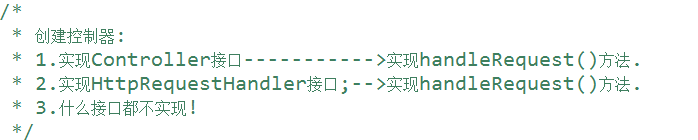 /*
* 创建控制器:
* 1.实现Controller接口----------->实现handleRequest()方法.
* 2.实现HttpRequestHandler接口;-->实现handleRequest()方法.
* 3.什么接口都不实现!
*/